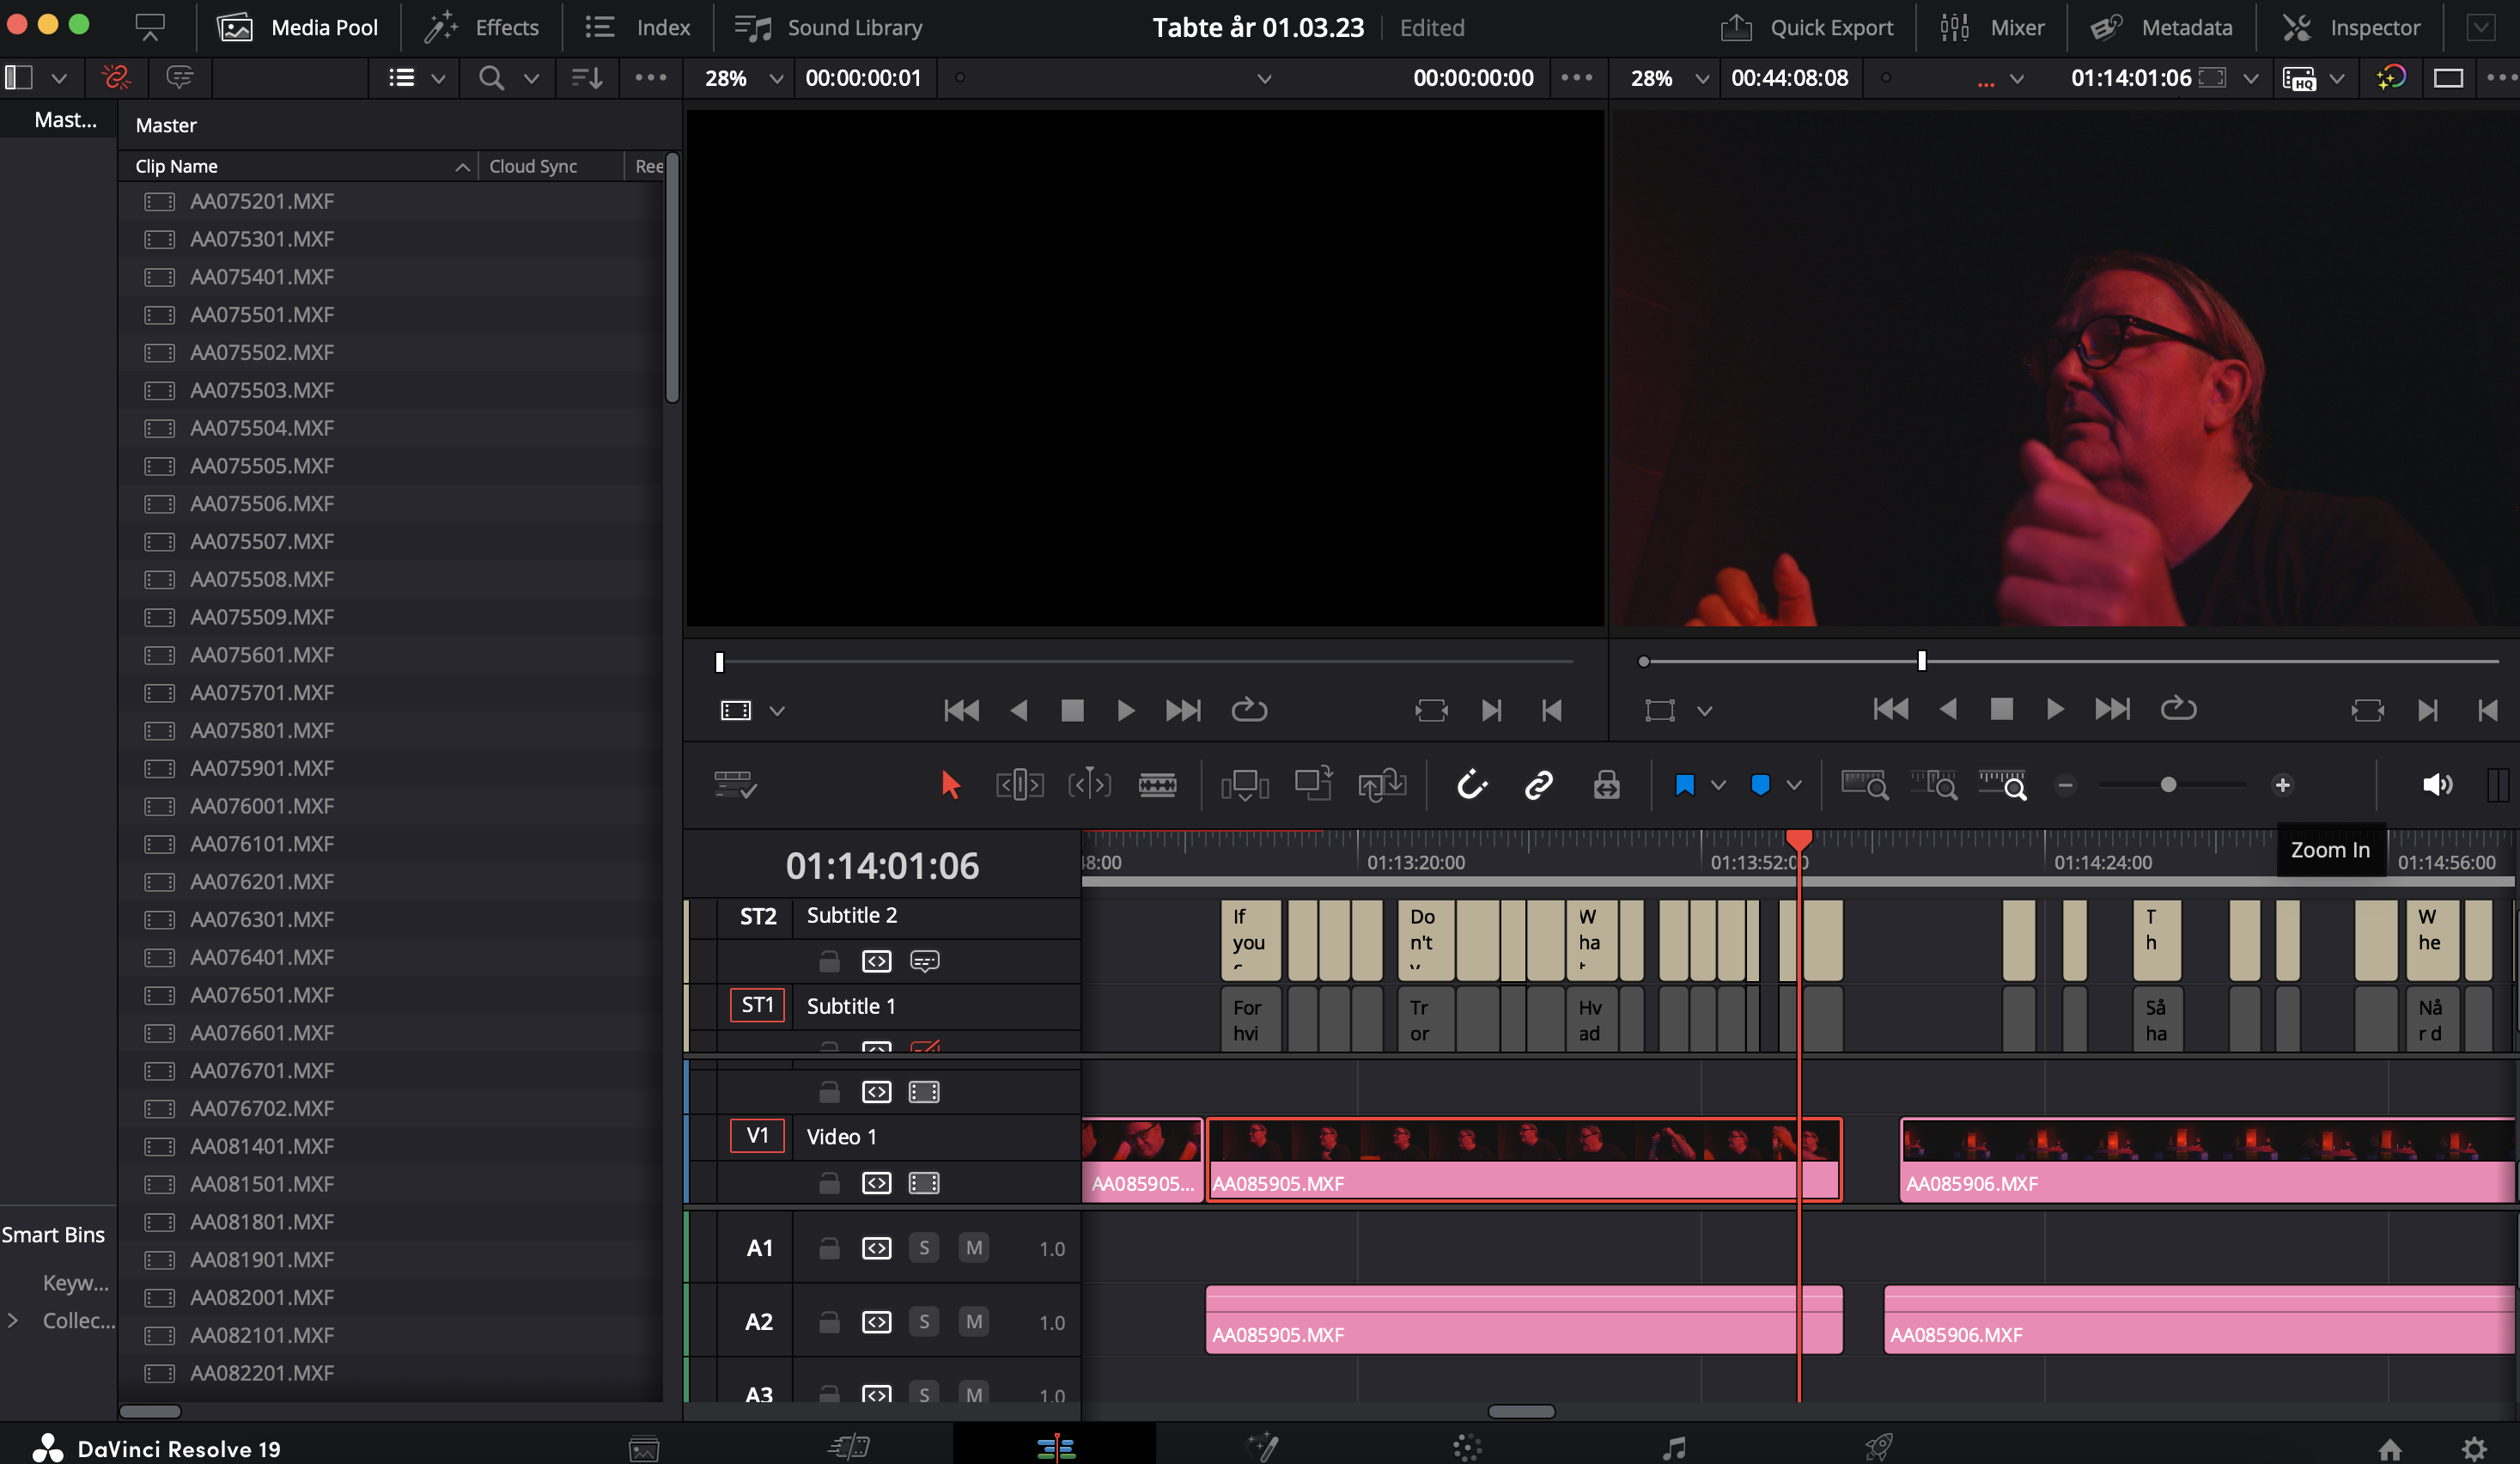 Media Pool
Effects
Index
Sound Library
Tabte år 01.03.23
Edited
Quick Export
Mixer
Metadata
Inspector
28%
00:00:00:01
00:00:00:00
28%
00:44:08:08
...
01:14:01:06
HQ
Mast...
Master
Clip Name
Cloud Sync
Ree
AA075201.MXF
AA075301.MXF
AA075401.MXF
AA075501.MXF
AA075502.MXF
AA075503.MXF
AA075504.MXF
AA075505.MXF
AA075506.MXF
AA075507.MXF
AA075508.MXF
AA075509.MXF
AA075601.MXF
AA075701.MXF
AA075801.MXF
AA075901.MXF
AA076001.MXF
AA076101.MXF
AA076201.MXF
AA076301.MXF
AA076401.MXF
AA076501.MXF
AA076601.MXF
AA076701.MXF
AA076702.MXF
AA081401.MXF
AA081501.MXF
AA081801.MXF
AA081901.MXF
AA082001.MXF
AA082101.MXF
AA082201.MXF
Smart Bins
Keyw...
Collec...
01:14:01:06
48:00
01:13:20:00
01:13:52:00
01:14:24:00
Zoom In
01:14:56:00
ST2
Subtitle 2
If
you
Do
n't
W
ha
T
h
W
he
ST1
Subtitle 1
For
hvi
Tr
or
Hv
ad
Så
ha
Nå
r d
V1
Video 1
AA085905...
AA085905.MXF
AA085906.MXF
A1
S
M
1.0
A2
S
M
1.0
AA085905.MXF
AA085906.MXF
A3
S
M
1.0
DaVinci Resolve 19